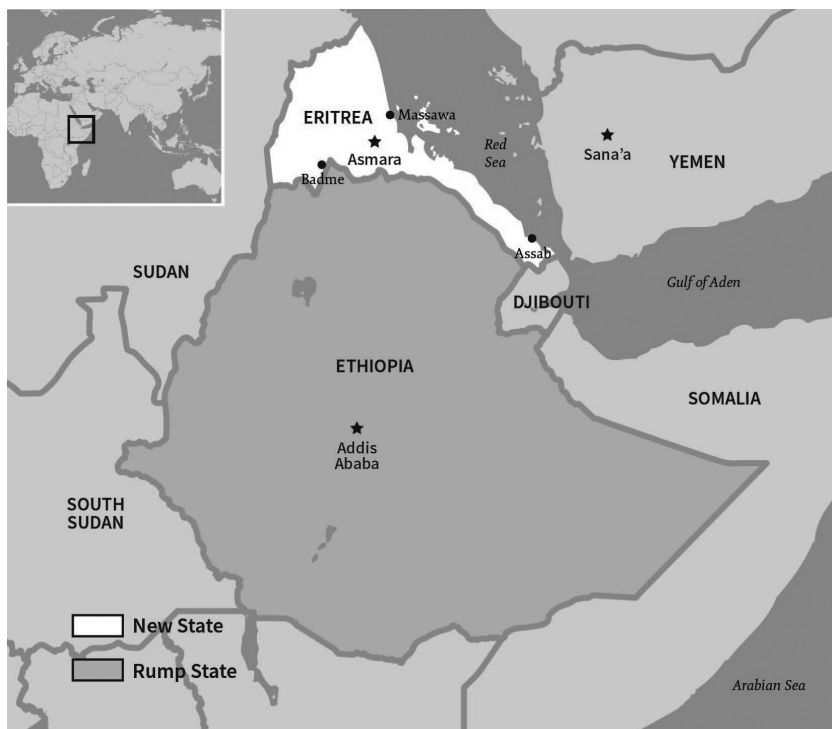 ERITREA
Massawa
Asmara
Badme
Red
Sea
Sana’a
YEMEN
Assab
SUDAN
DJIBOUTI
Gulf of Aden
ETHIOPIA
SOMALIA
Addis
Ababa
SOUTH
SUDAN
New State
Rump State
Arabian Sea